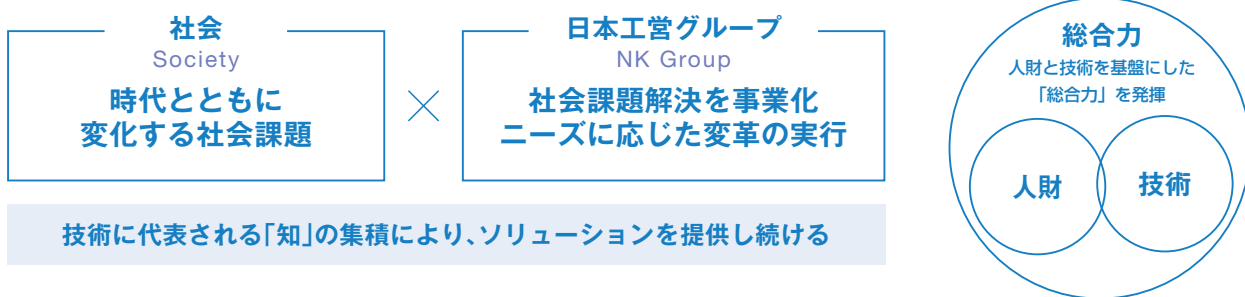 社会
Society
時代とともに
変化する社会課題
×
日本工営グループ
NK Group
社会課題解決を事業化
ニーズに応じた変革の実行
技術に代表される「知」の集積により、ソリューションを提供し続ける
総合力
人財と技術を基盤にした
「総合力」を発揮
人財
技術